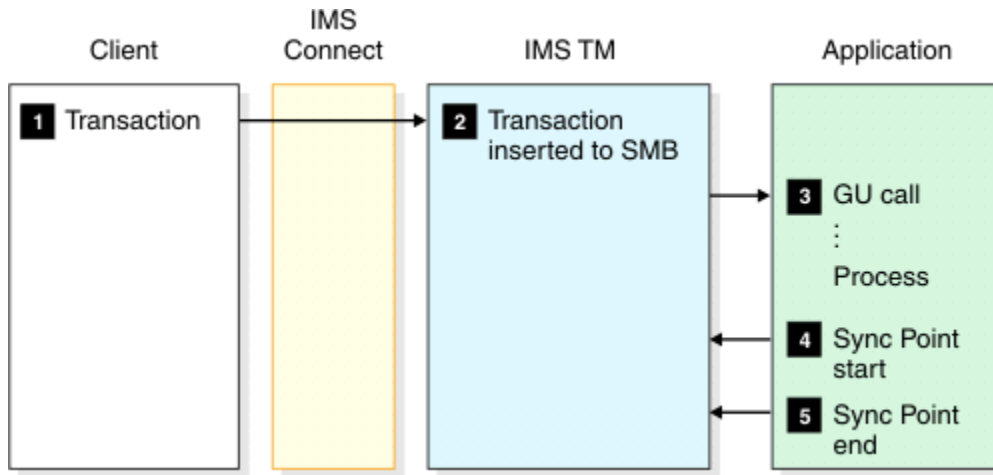 Client
IMS
Connect
IMS TM
Application
1 Transaction
2 Transaction
inserted to SMB
3 GU call
⋮
Process
4 Sync Point
start
5 Sync Point
end